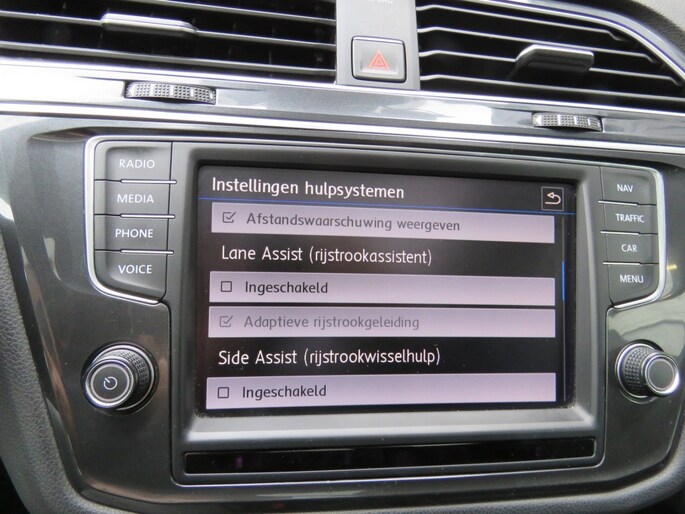 RADIO
MEDIA
PHONE
VOICE
Instellingen hulpsystemen
Afstandswaarschuwing weergeven
Lane Assist (rijstrookassistent)
Ingeschakeld
Adaptieve rijstrookgeleiding
Side Assist (rijstrookwisselhulp)
Ingeschakeld
NAV
TRAFFIC
CAR
MENU